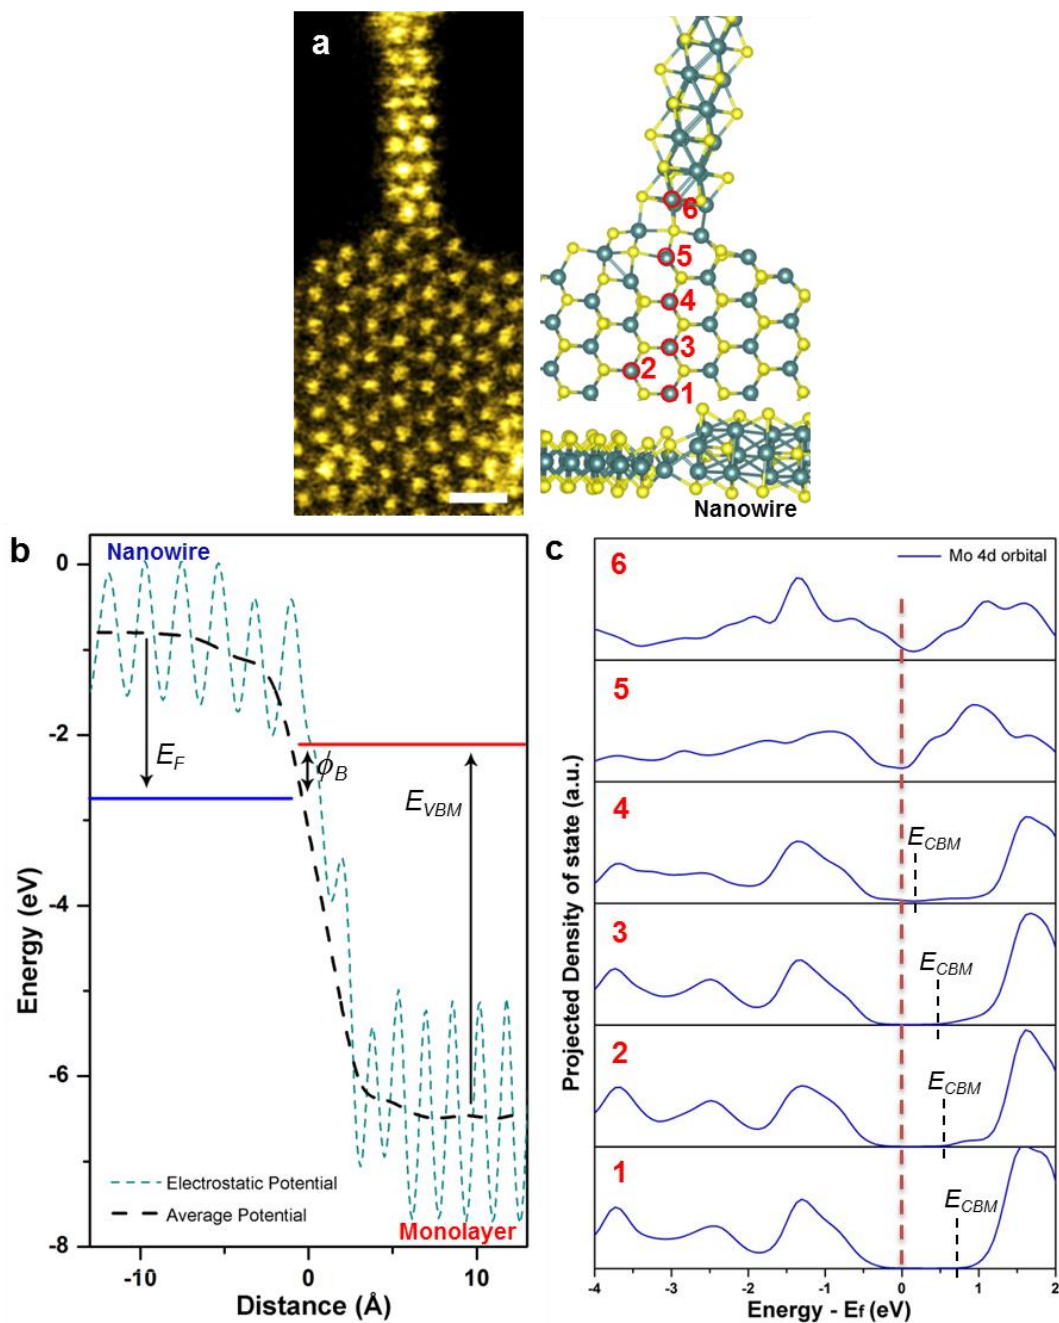 a
6
5
4
3
2
1
Nanowire
b
Nanowire
0
-2
-4
-6
-8
Energy (eV)
E_F
ϕ_B
E_VBM
Electrostatic Potential
Average Potential
Monolayer
-10
0
10
Distance (Å)
c
Mo 4d orbital
6
5
4
E_CBM
3
E_CBM
2
E_CBM
1
E_CBM
Projected Density of state (a.u.)
-4
-3
-2
-1
0
1
2
Energy - Ef (eV)